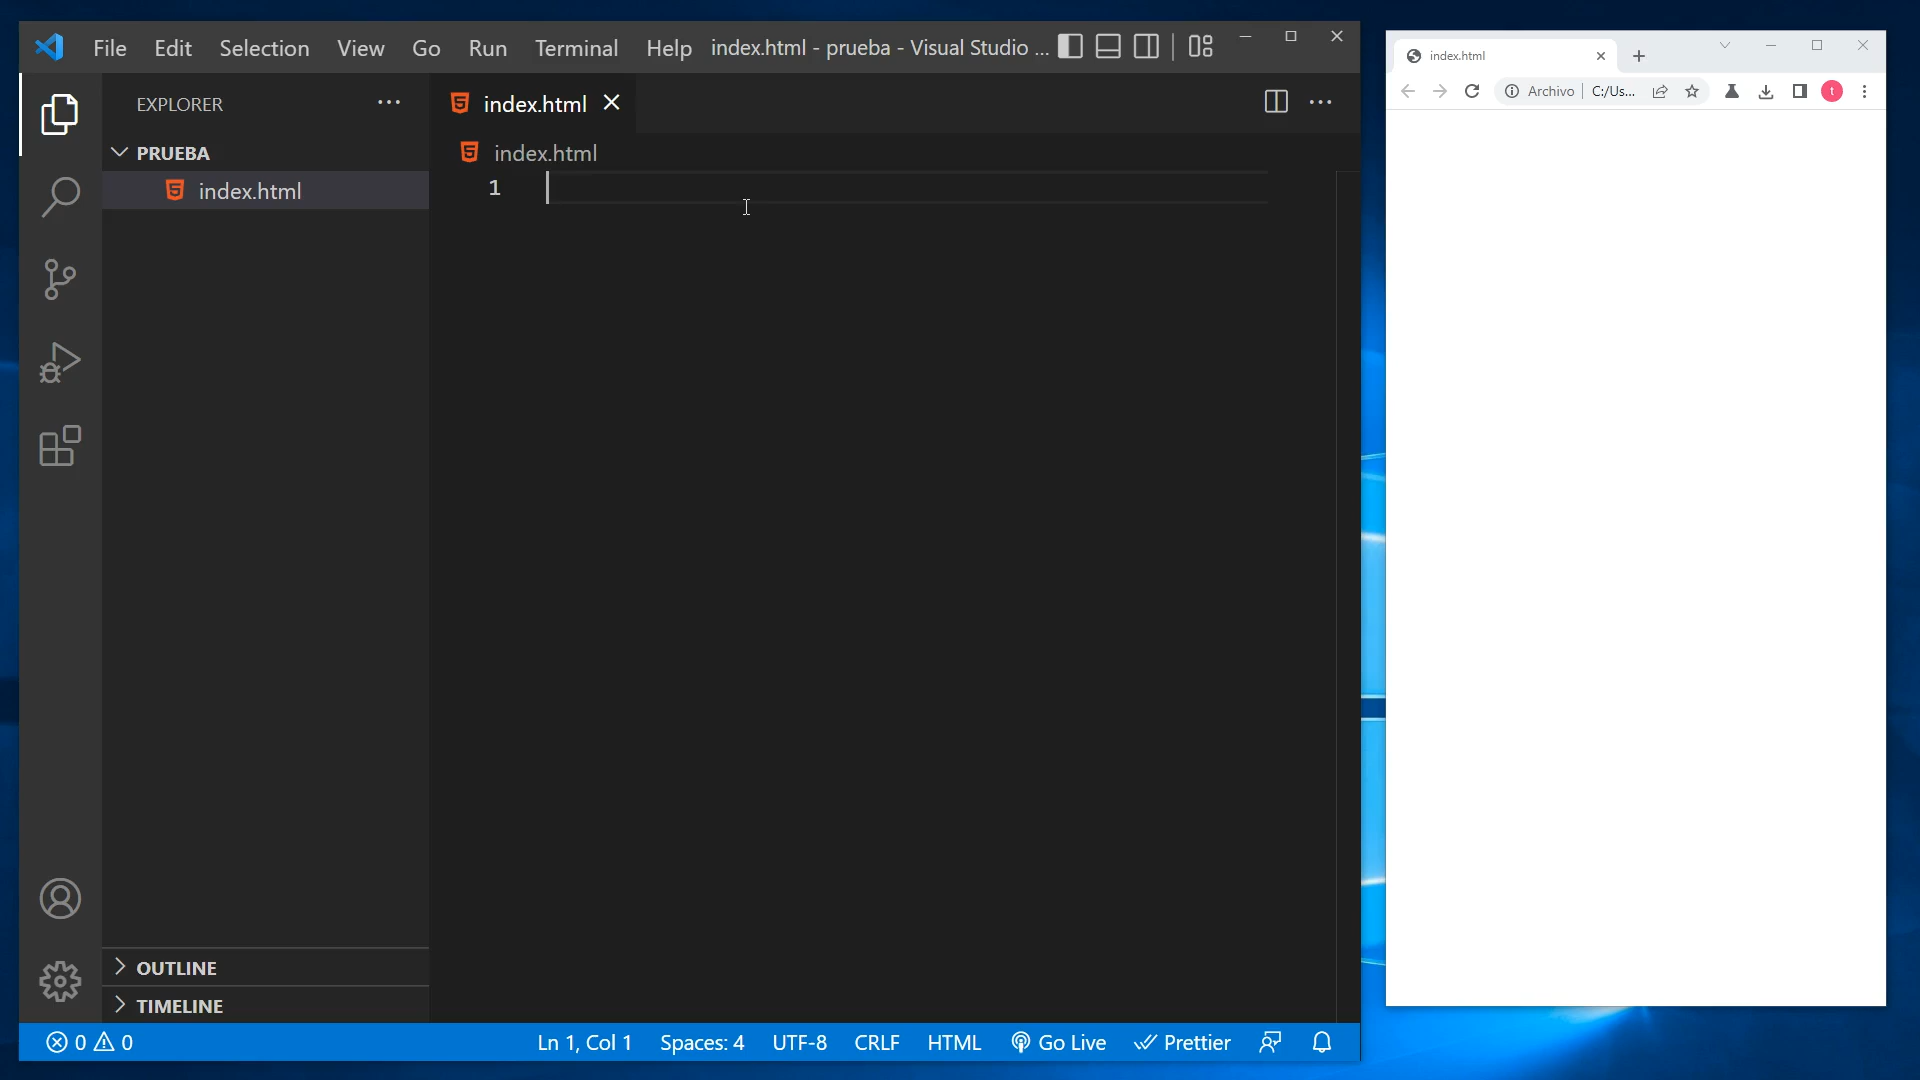 File Edit Selection View Go Run Terminal Help index.html - prueba - Visual Studio ...
EXPLORER
PRUEBA
index.html
OUTLINE
TIMELINE
index.html
index.html
1
0 0 Ln 1, Col 1 Spaces: 4 UTF-8 CRLF HTML Go Live Prettier
index.html
Archivo C:/Us... t